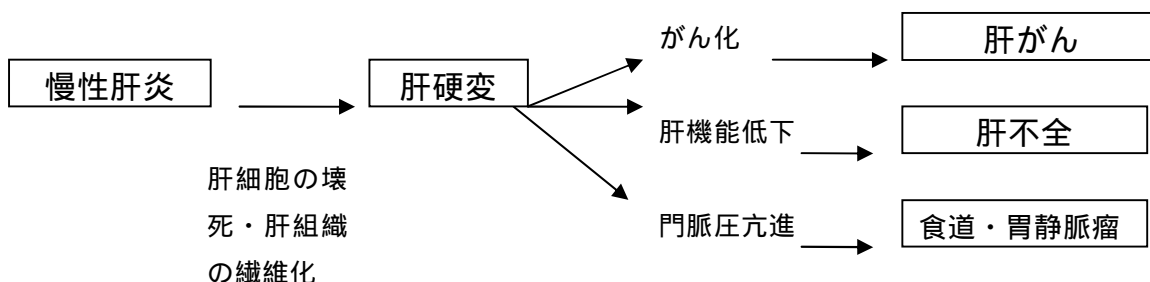 慢性肝炎
肝細胞の壊
死・肝組織
の繊維化
肝硬変
がん化
肝がん
肝機能低下
肝不全
門脈圧亢進
食道・胃静脈瘤